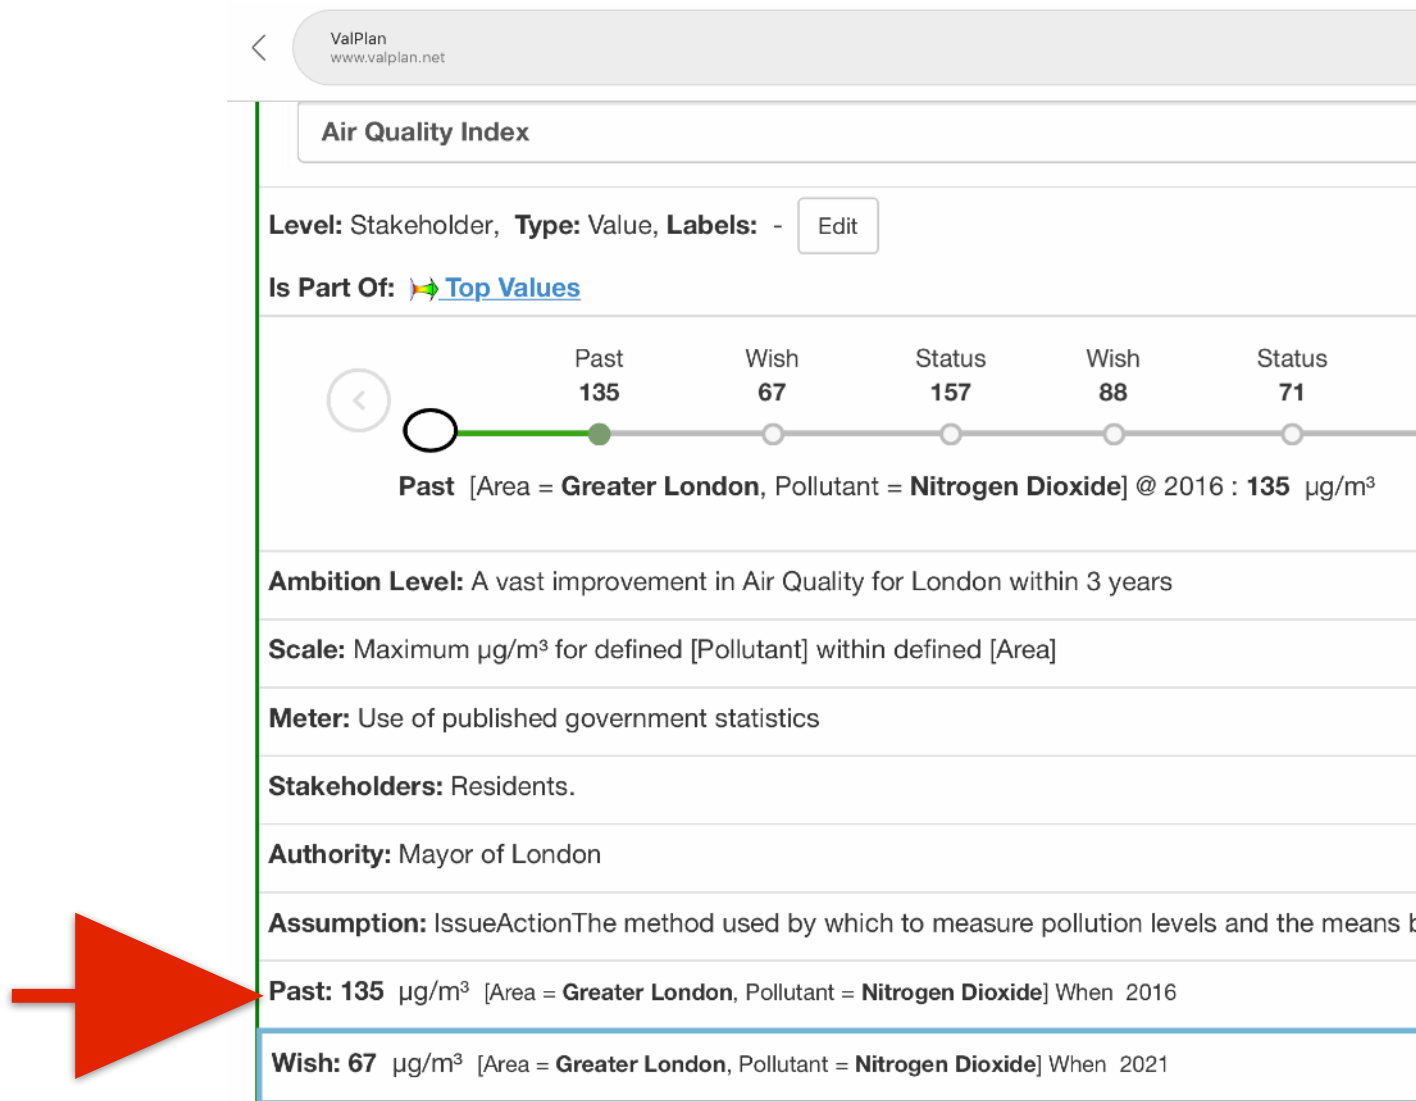 ValPlan
www.valplan.net
Air Quality Index
Level: Stakeholder, Type: Value, Labels: - Edit
Is Part Of: Top Values
Past Wish Status Wish Status
135 67 157 88 71
Past [Area = Greater London, Pollutant = Nitrogen Dioxide] @ 2016 : 135 µg/m³
Ambition Level: A vast improvement in Air Quality for London within 3 years
Scale: Maximum µg/m³ for defined [Pollutant] within defined [Area]
Meter: Use of published government statistics
Stakeholders: Residents.
Authority: Mayor of London
Assumption: IssueActionThe method used by which to measure pollution levels and the means
Past: 135 µg/m³ [Area = Greater London, Pollutant = Nitrogen Dioxide] When 2016
Wish: 67 µg/m³ [Area = Greater London, Pollutant = Nitrogen Dioxide] When 2021